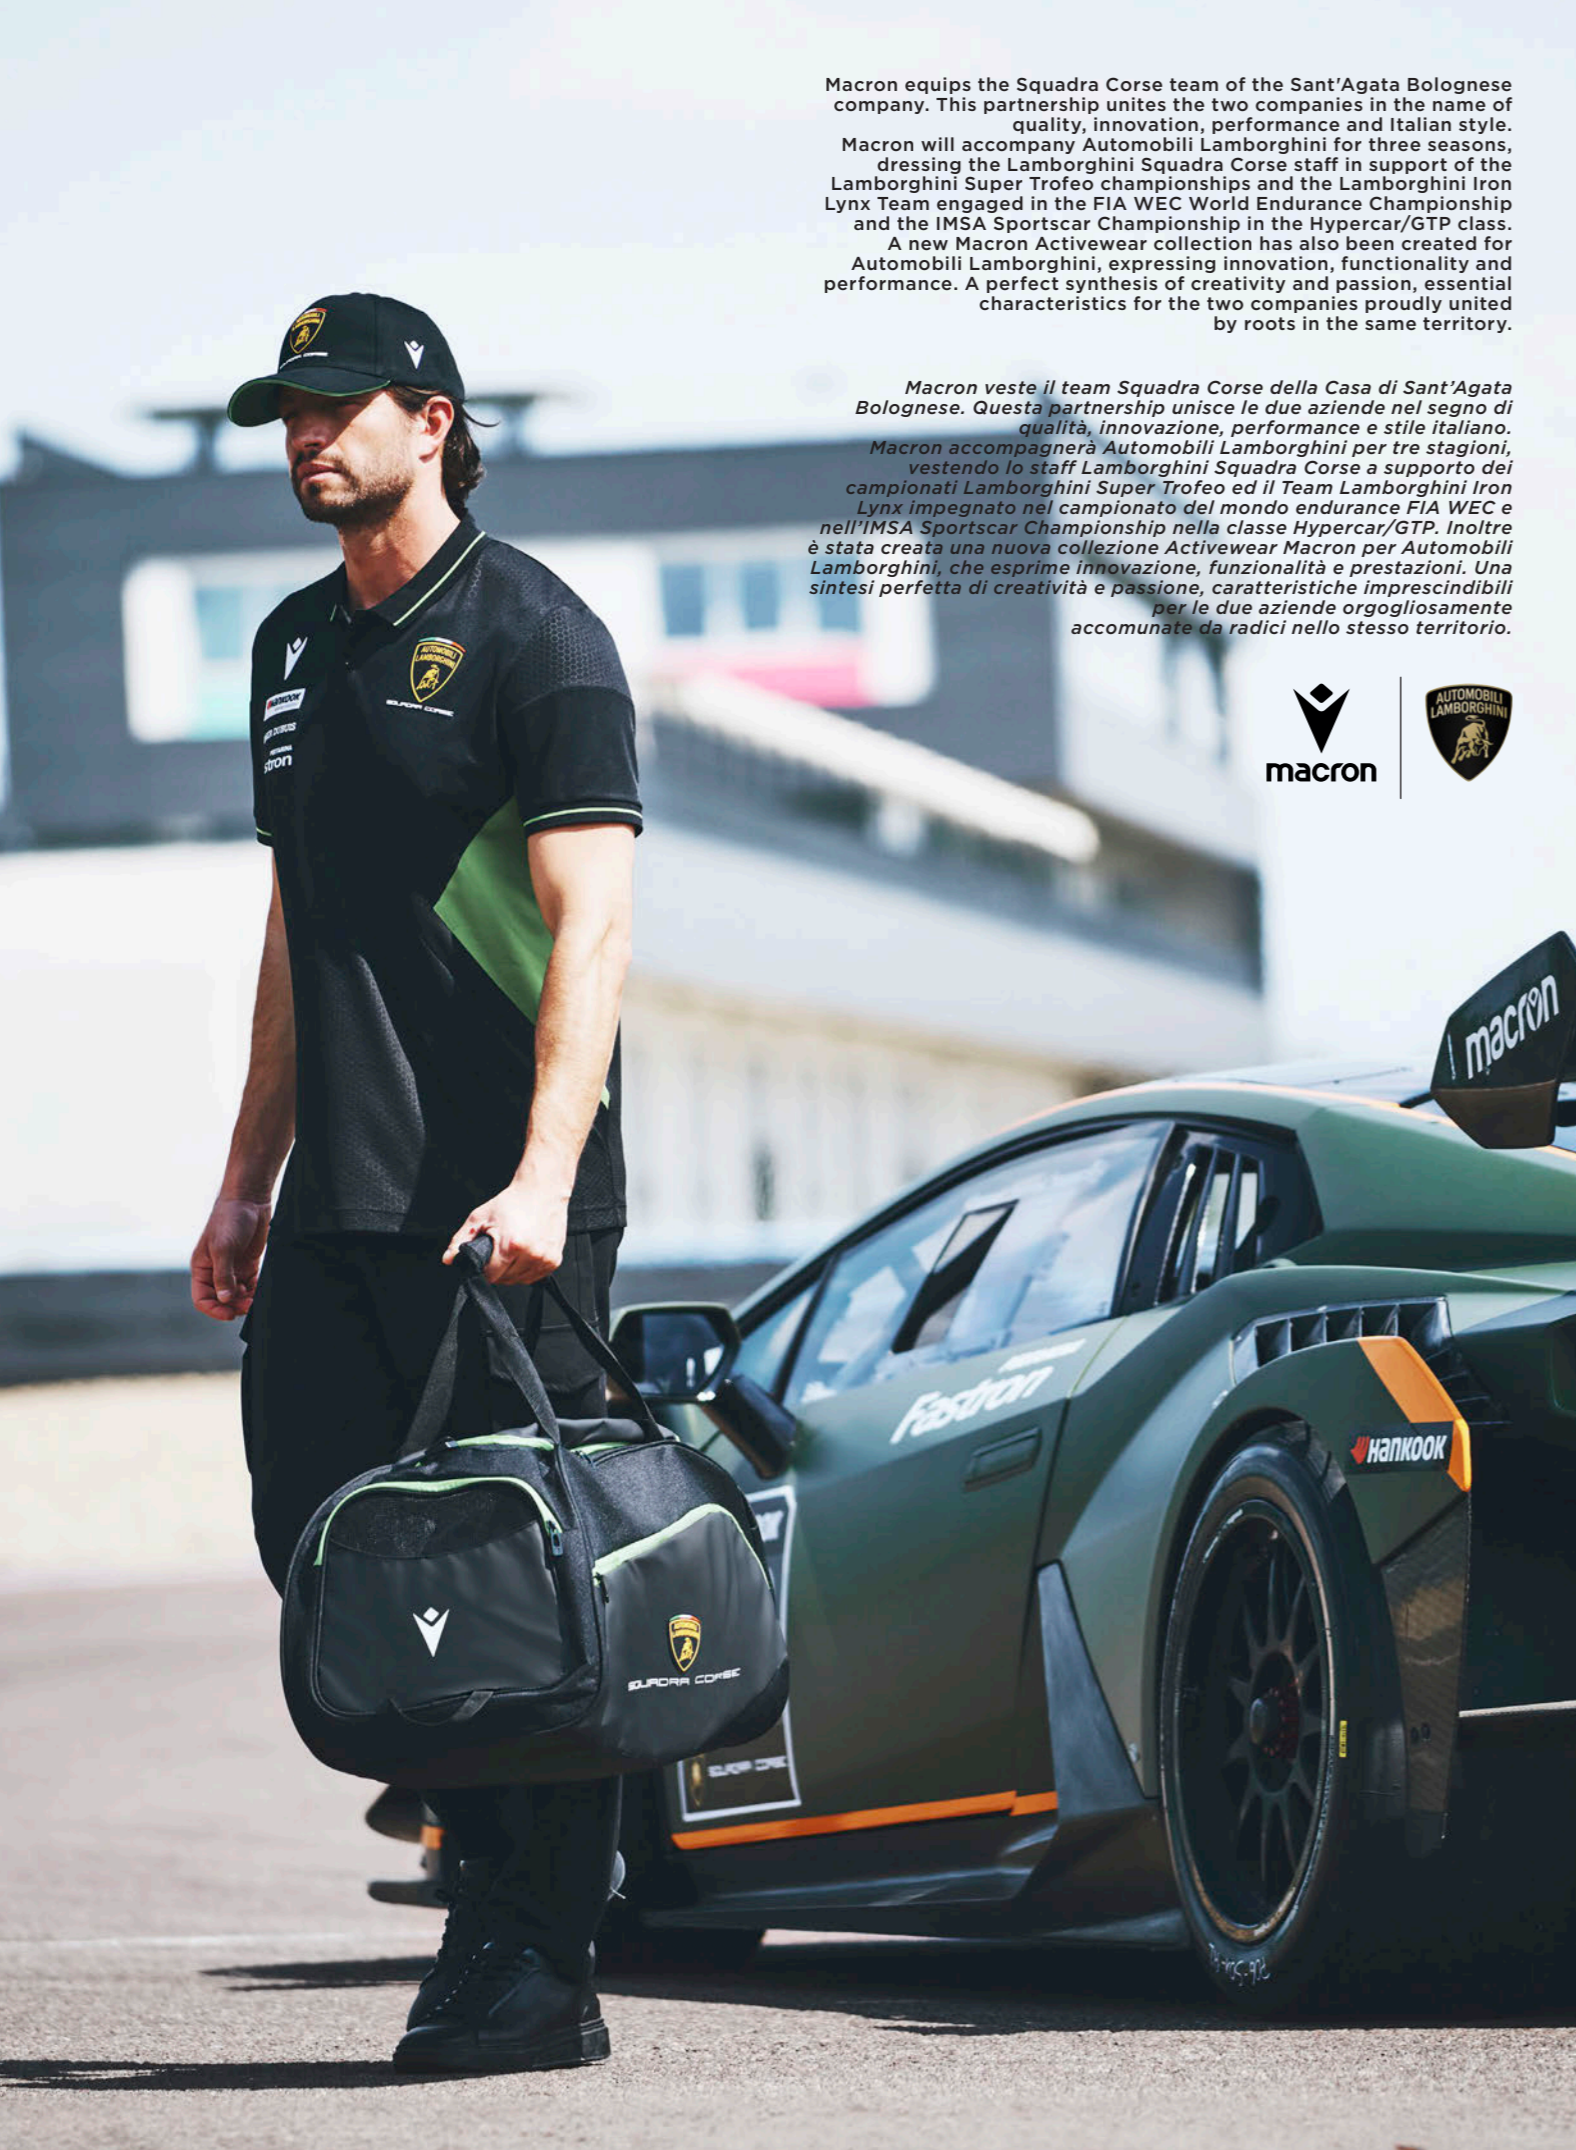 Macron equips the Squadra Corse team of the Sant'Agata Bolognese
company. This partnership unites the two companies in the name of
quality, innovation, performance and Italian style.
Macron will accompany Automobili Lamborghini for three seasons,
dressing the Lamborghini Squadra Corse staff in support of the
Lamborghini Super Trofeo championships and the Lamborghini Iron
Lynx Team engaged in the FIA WEC World Endurance Championship
and the IMSA Sportscar Championship in the Hypercar/GTP class.
A new Macron Activewear collection has also been created for
Automobili Lamborghini, expressing innovation, functionality and
performance. A perfect synthesis of creativity and passion, essential
characteristics for the two companies proudly united
by roots in the same territory.
Macron veste il team Squadra Corse della Casa di Sant’Agata
Bolognese. Questa partnership unisce le due aziende nel segno di
qualità, innovazione, performance e stile italiano.
Macron accompagnerà Automobili Lamborghini per tre stagioni,
vestendo lo staff Lamborghini Squadra Corse a supporto dei
campionati Lamborghini Super Trofeo ed il Team Lamborghini Iron
Lynx impegnato nel campionato del mondo endurance FIA WEC e
nell’IMSA Sportscar Championship nella classe Hypercar/GTP. Inoltre
è stata creata una nuova collezione Activewear Macron per Automobili
Lamborghini, che esprime innovazione, funzionalità e prestazioni. Una
sintesi perfetta di creatività e passione, caratteristiche imprescindibili
per le due aziende orgogliosamente
accomunate da radici nello stesso territorio.
macron
AUTOMOBILI
LAMBORGHINI
AUTOMOBILI
LAMBORGHINI
SQUADRA CORSE
HANKOOK
macron
Fastron
HANKOOK
SQUADRA CORSE